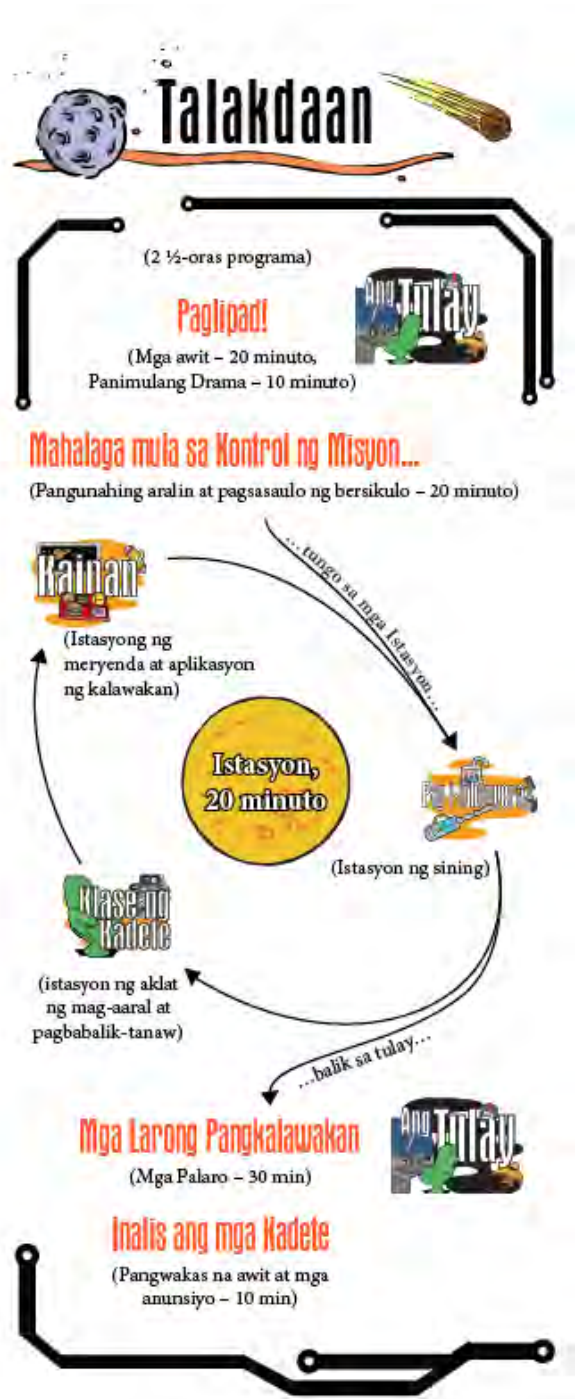 Talakdaan
(2 ½-oras programa)
Paglipad!
Ang Tulay
(Mga awit – 20 minuto,
Panimulang Drama – 10 minuto)
Mahalaga mula sa Kontrol ng Misyon...
(Pangunahing aralin at pagsasaulo ng bersikulo – 20 minuto)
...tungo sa mga Istasyon...
Kainan
(Istasyong ng
meryenda at aplikasyon
ng kalawakan)
Istasyon,
20 minuto
(Istasyon ng sining)
Klase ng
Kadete
(istasyon ng aklat
ng mag-aaral at
pagbabalik-tanaw)
...balik sa tulay...
Mga Larong Pangkalawakan
(Mga Palaro – 30 min)
Ang Tulay
Inalis ang mga Kadete
(Pangwakas na awit at mga
anunsiyo – 10 min)